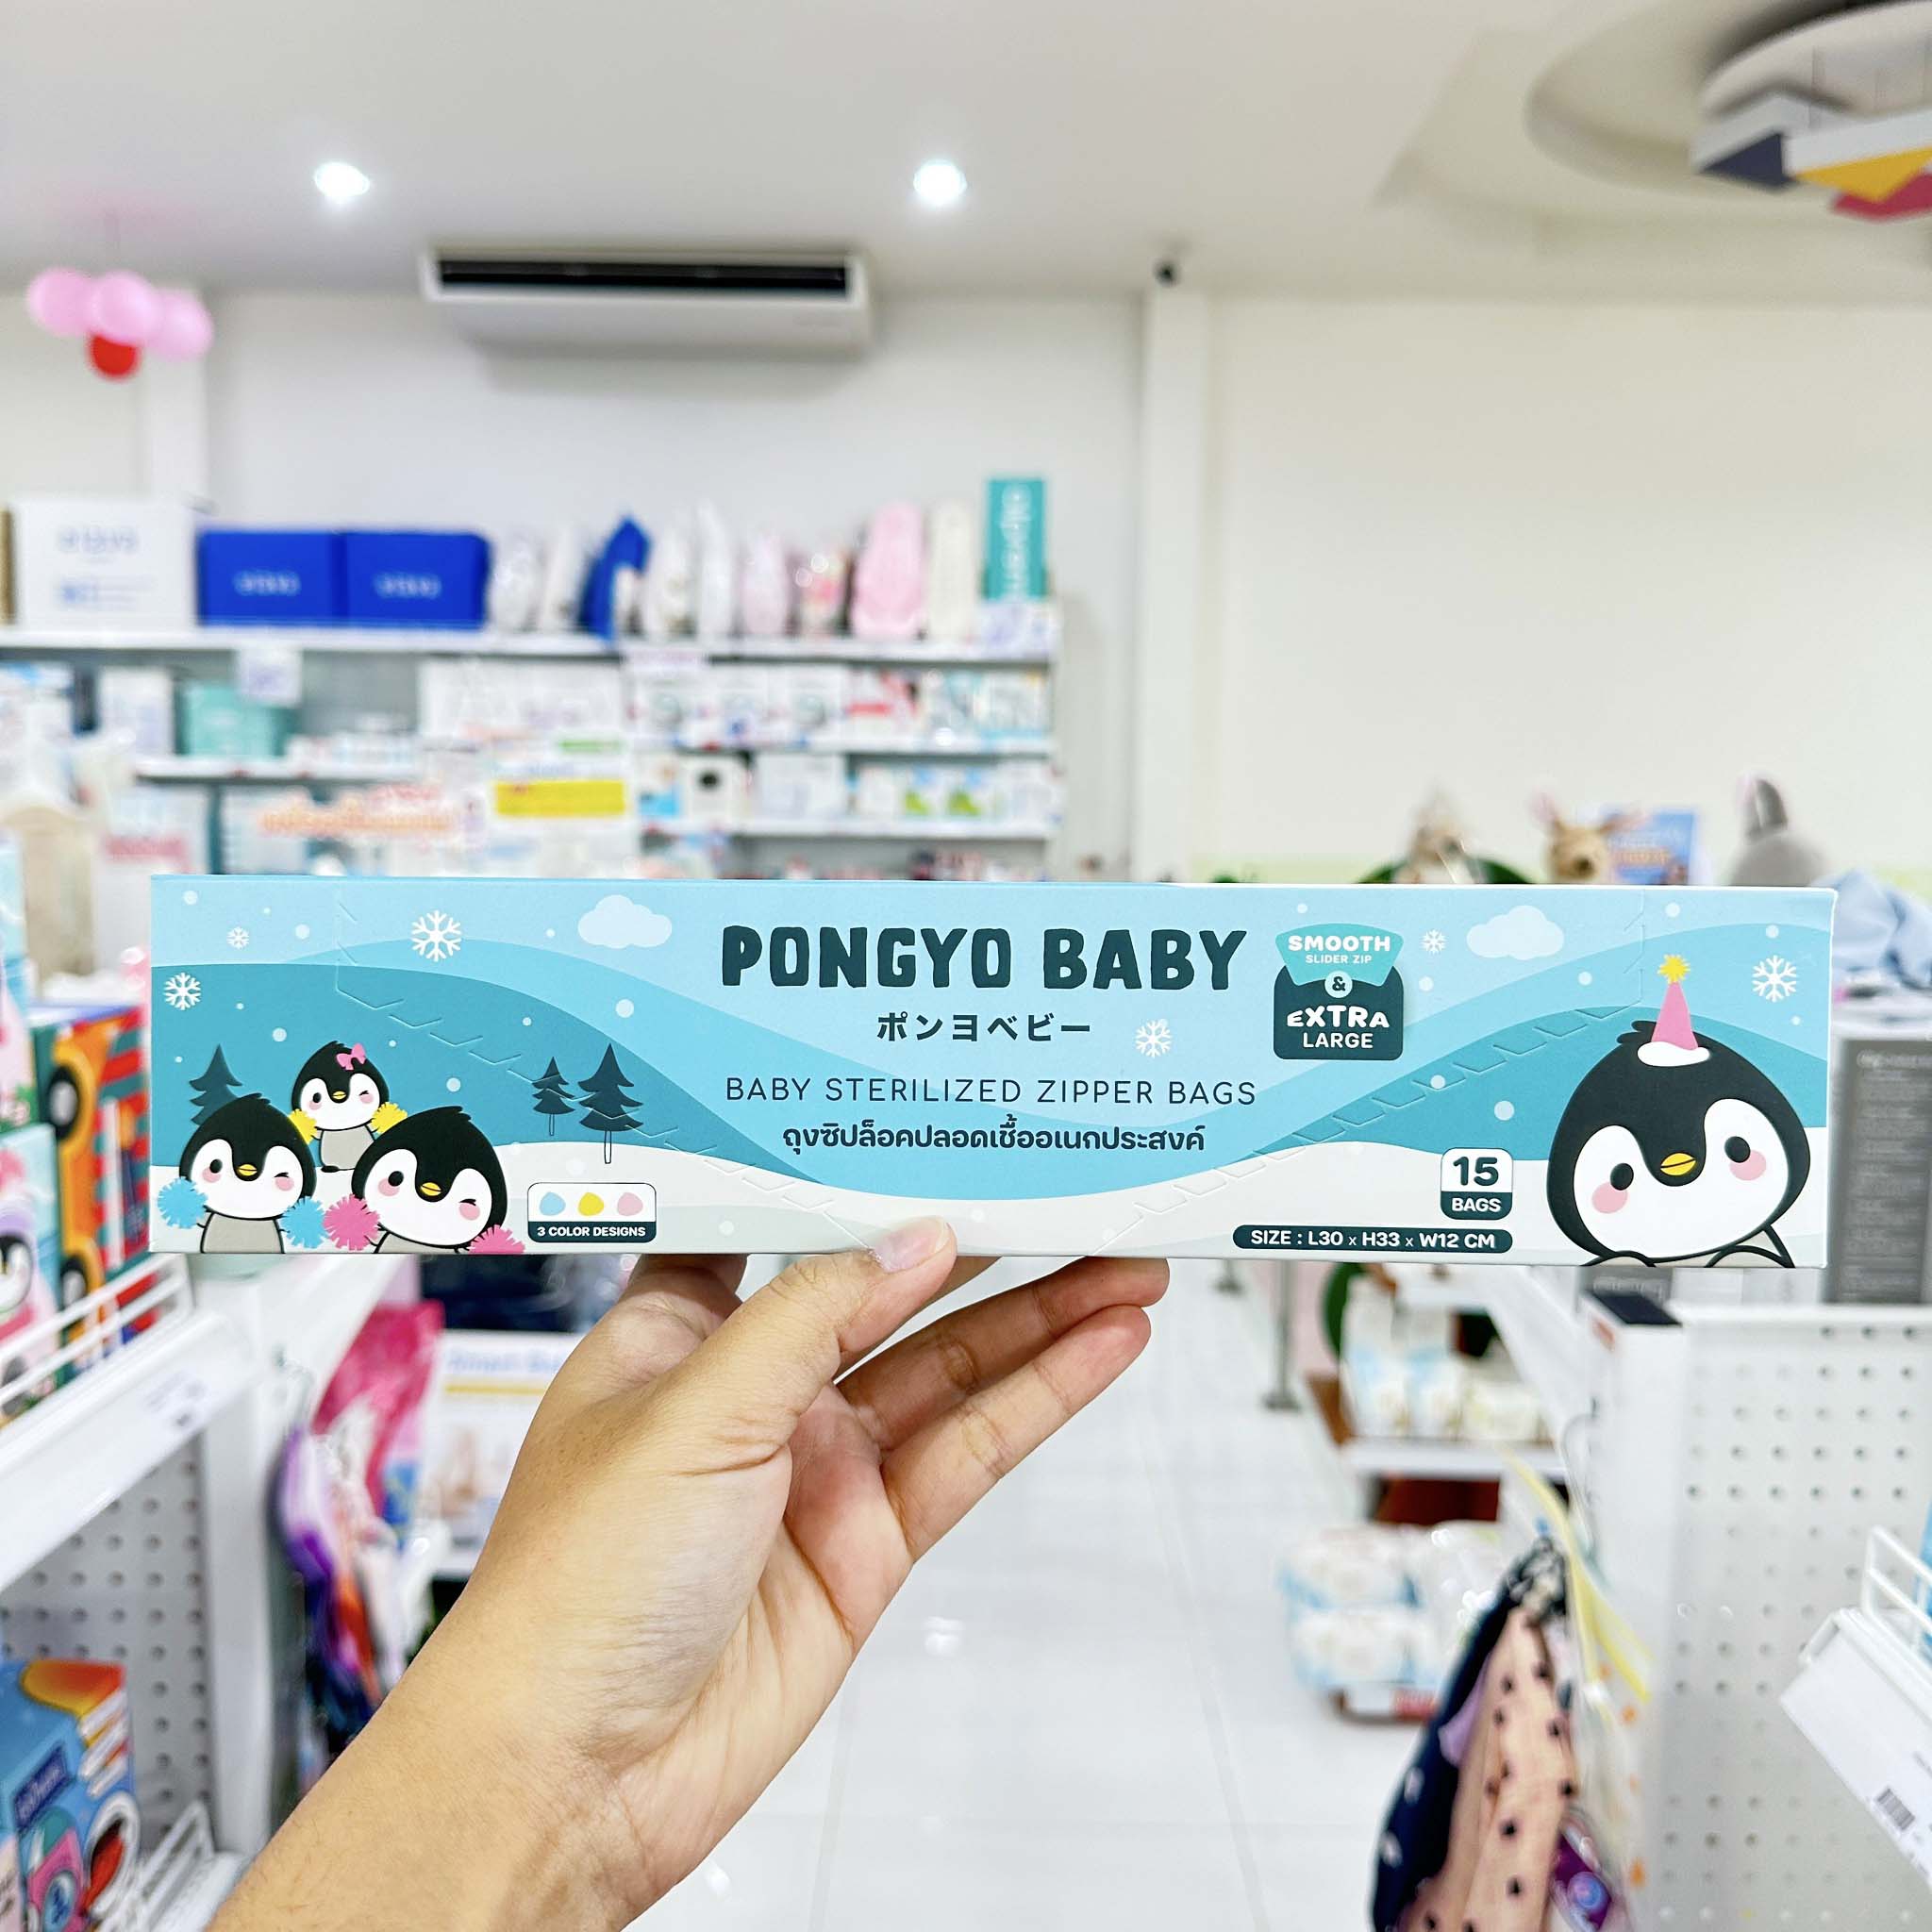 PONGYO BABY
ポンヨベビー
BABY STERILIZED ZIPPER BAGS
ถุงซิปล็อคปลอดเชื้ออเนกประสงค์
SMOOTH
SLIDER ZIP
&
EXTRA
LARGE
3 COLOR DESIGNS
15
BAGS
SIZE : L30 x H33 x W12 CM